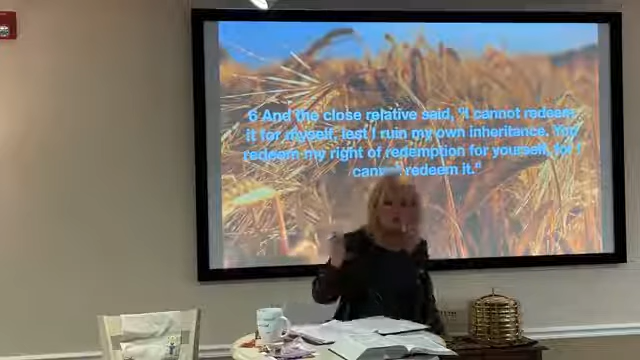 6 And the close relative said, "I cannot redeem
it for myself, lest I ruin my own inheritance. You
redeem my right of redemption for yourself, for I
cannot redeem it."